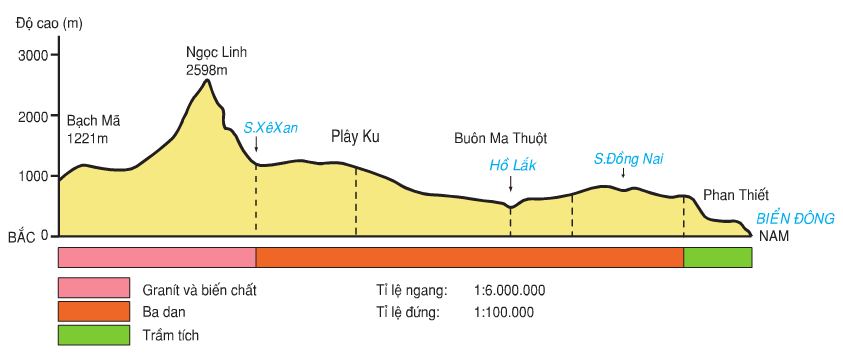 Độ cao (m)
3000
2000
1000
0
BẮC
Bạch Mã
1221m
Ngọc Linh
2598m
S.XêXan
Plây Ku
Buôn Ma Thuột
Hồ Lắk
S.Đồng Nai
Phan Thiết
BIỂN ĐÔNG
NAM
Granít và biến chất
Ba dan
Trầm tích
Tỉ lệ ngang: 1:6.000.000
Tỉ lệ đứng: 1:100.000